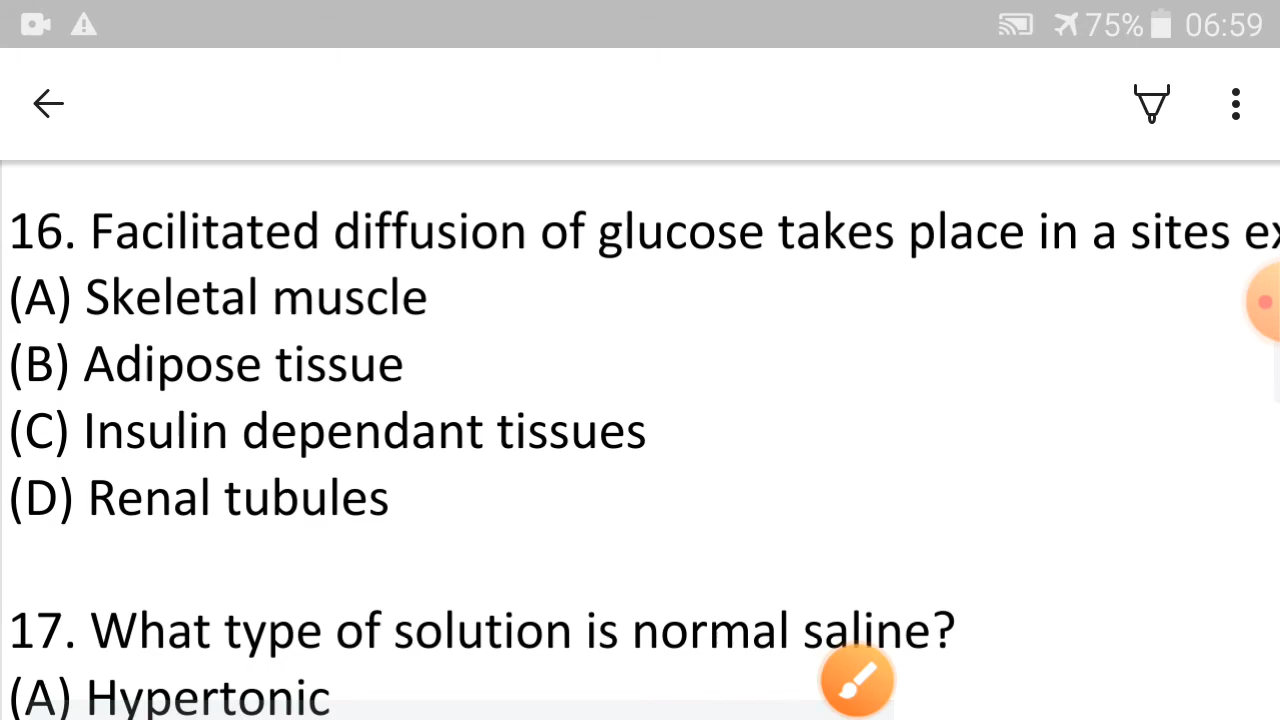 75% 06:59
16. Facilitated diffusion of glucose takes place in a sites
(A) Skeletal muscle
(B) Adipose tissue
(C) Insulin dependant tissues
(D) Renal tubules
17. What type of solution is normal saline?
(A) Hypertonic